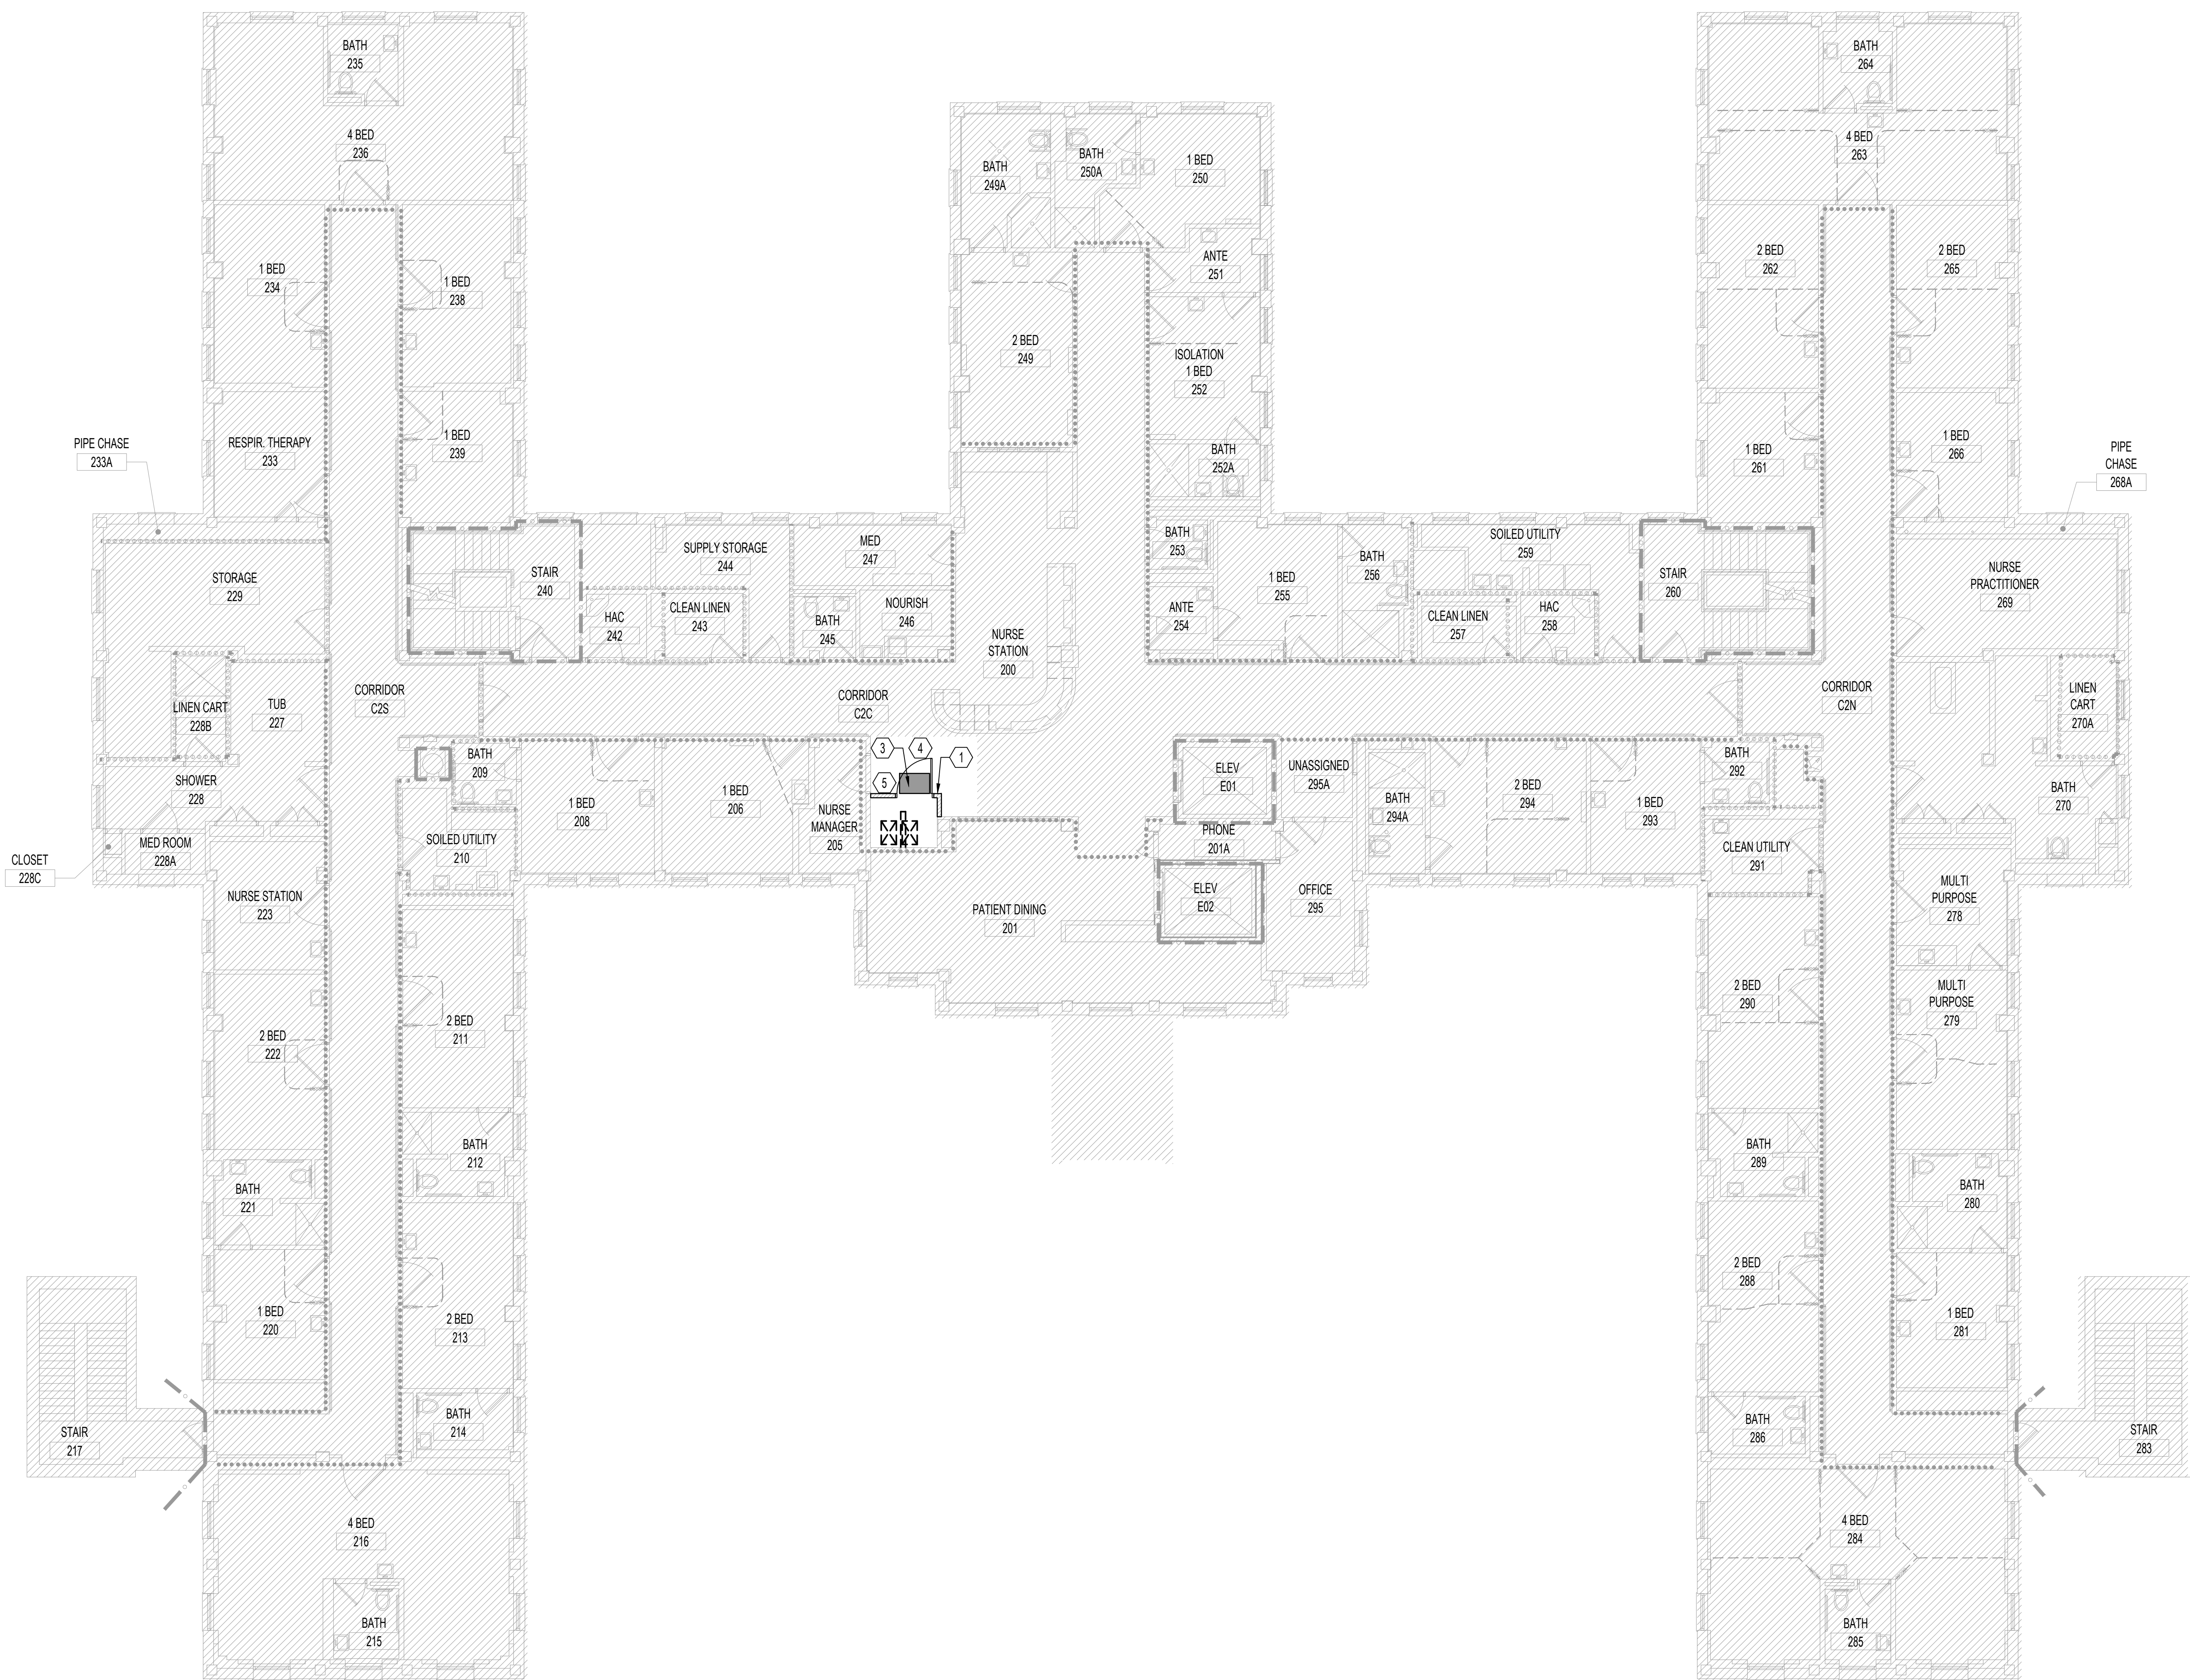 BATH
235
4 BED
236
1 BED
234
1 BED
238
1 BED
239
RESPIR. THERAPY
233
PIPE CHASE
233A
STORAGE
229
STAIR
240
HAC
242
CLEAN LINEN
243
SUPPLY STORAGE
244
MED
247
BATH
245
NOURISH
246
NURSE
STATION
200
BATH
249A
BATH
250A
1 BED
250
ANTE
251
2 BED
249
ISOLATION
1 BED
252
BATH
252A
BATH
253
ANTE
254
1 BED
255
BATH
256
SOILED UTILITY
259
CLEAN LINEN
257
HAC
258
STAIR
260
BATH
264
4 BED
263
2 BED
262
2 BED
265
1 BED
261
1 BED
266
PIPE
CHASE
268A
NURSE
PRACTITIONER
269
LINEN CART
228B
TUB
227
CORRIDOR
C2S
CORRIDOR
C2C
CORRIDOR
C2N
LINEN
CART
270A
SHOWER
228
BATH
209
1 BED
208
1 BED
206
NURSE
MANAGER
205
3
4
1
5
ELEV
E01
UNASSIGNED
295A
BATH
294A
2 BED
294
1 BED
293
BATH
292
BATH
270
MED ROOM
228A
CLOSET
228C
SOILED UTILITY
210
PHONE
201A
CLEAN UTILITY
291
NURSE STATION
223
PATIENT DINING
201
ELEV
E02
OFFICE
295
MULTI
PURPOSE
278
2 BED
222
2 BED
211
2 BED
290
MULTI
PURPOSE
279
BATH
212
BATH
221
BATH
289
BATH
280
1 BED
220
2 BED
213
2 BED
288
1 BED
281
BATH
214
BATH
286
STAIR
217
STAIR
283
4 BED
216
4 BED
284
BATH
215
BATH
285